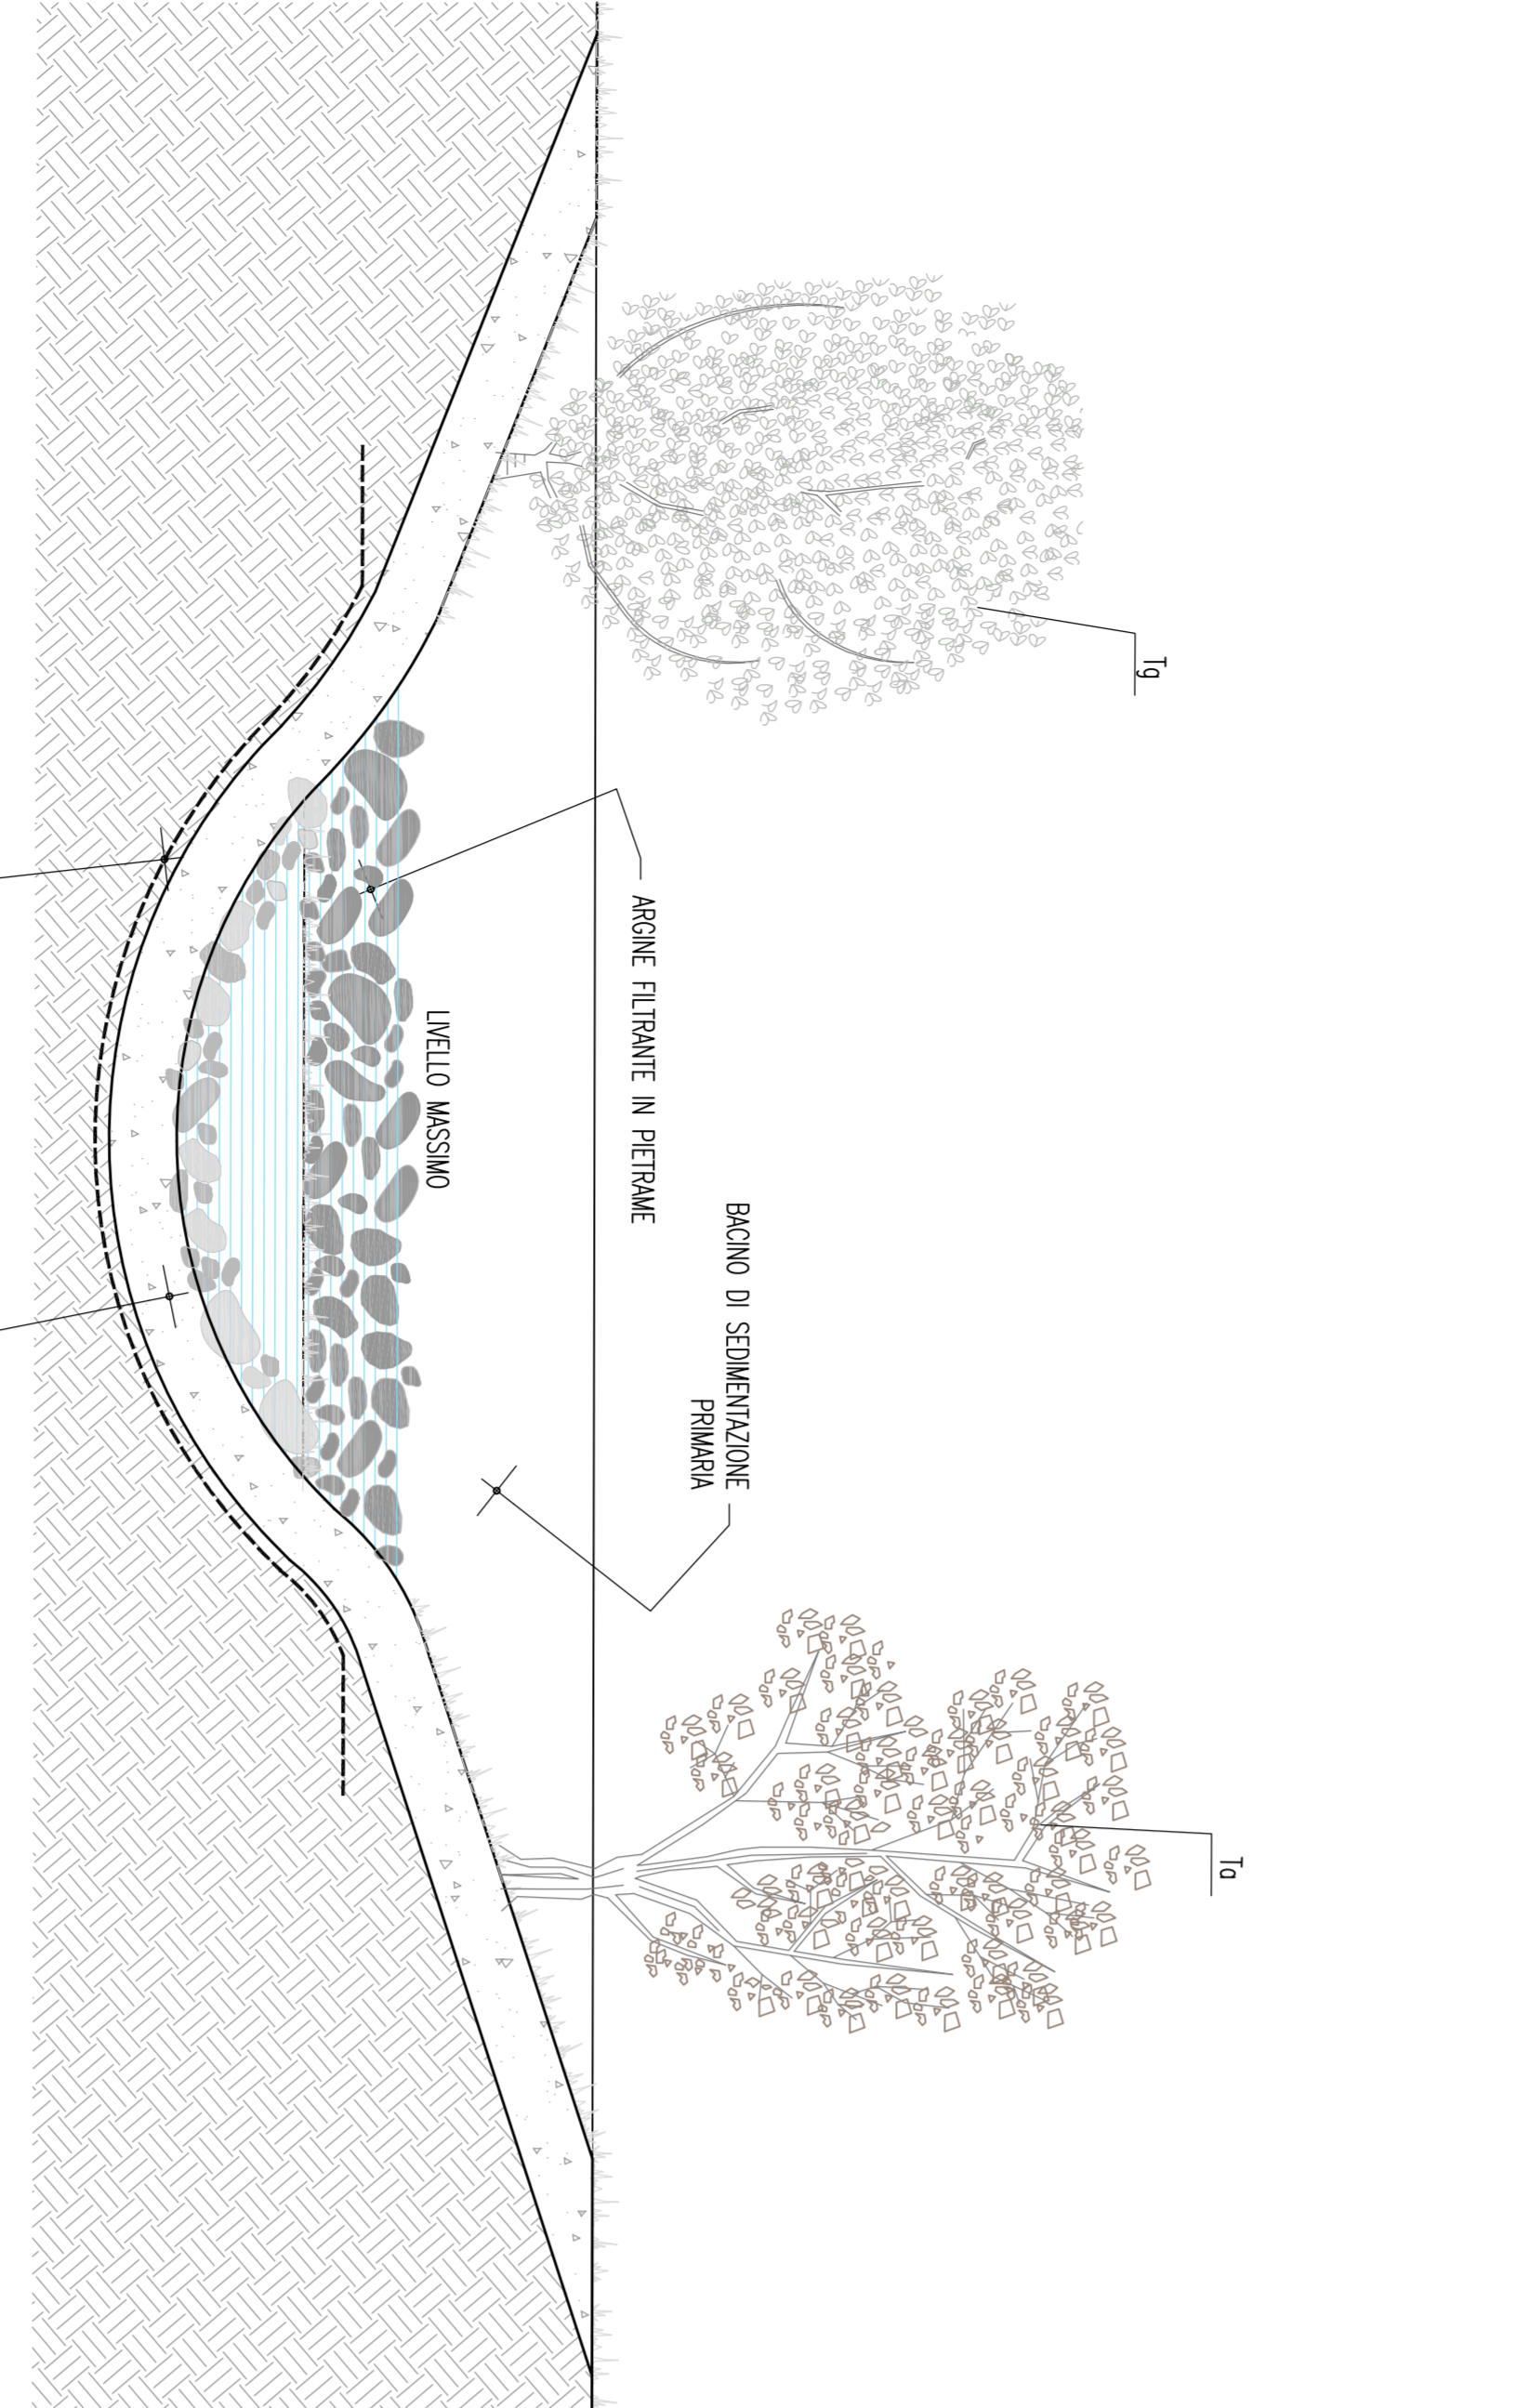 Tg
Ta
BACINO DI SEDIMENTAZIONE
PRIMARIA
ARGINE FILTRANTE IN PIETRAME
LIVELLO MASSIMO